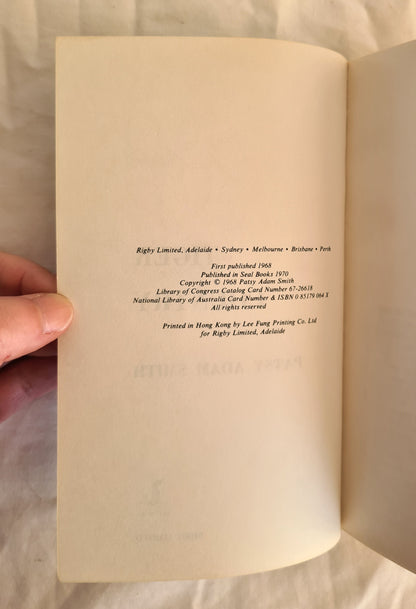 Rigby Limited, Adelaide • Sydney • Melbourne • Brisbane • Perth
First published 1968
Published in Seal Books 1970
Copyright © 1968 Patsy Adam Smith
Library of Congress Catalog Card Number 67-26618
National Library of Australia Card Number & ISBN 0 85179 064 X
All rights reserved
Printed in Hong Kong by Lee Fung Printing Co. Ltd
for Rigby Limited, Adelaide